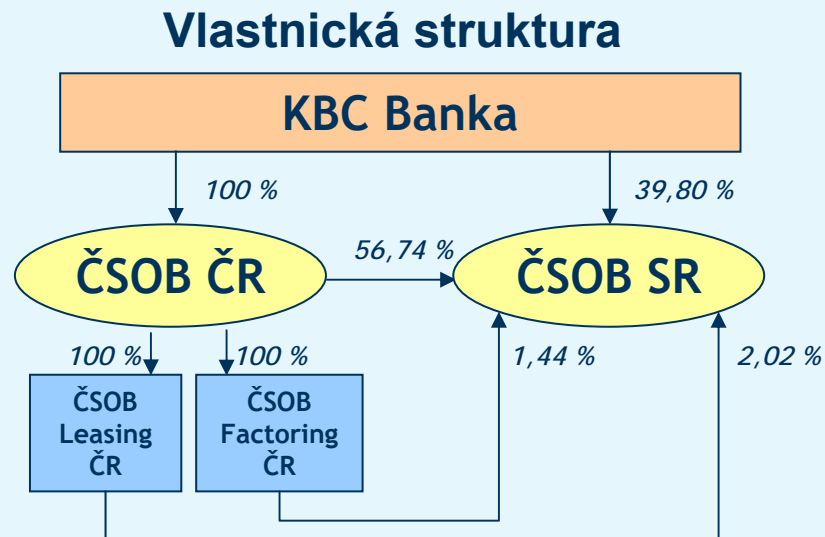 Vlastnická struktura
KBC Banka
100 %
39,80 %
56,74 %
ČSOB ČR
ČSOB SR
100 %
100 %
1,44 %
2,02 %
ČSOB
Leasing
ČR
ČSOB
Factoring
ČR